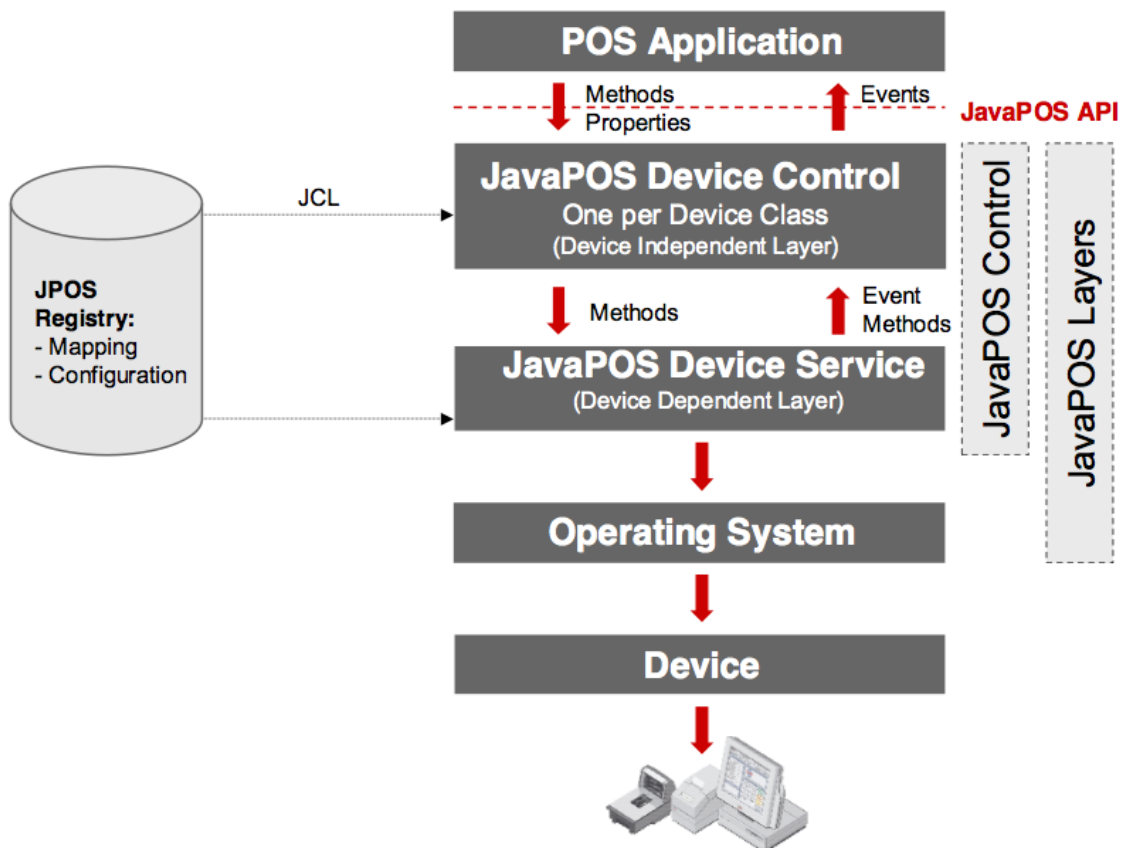 POS Application
Methods
Properties
Events
JavaPOS API
JavaPOS Device Control
One per Device Class
(Device Independent Layer)
JCL
JPOS
Registry:
- Mapping
- Configuration
Methods
Event
Methods
JavaPOS Device Service
(Device Dependent Layer)
JavaPOS Control
JavaPOS Layers
Operating System
Device